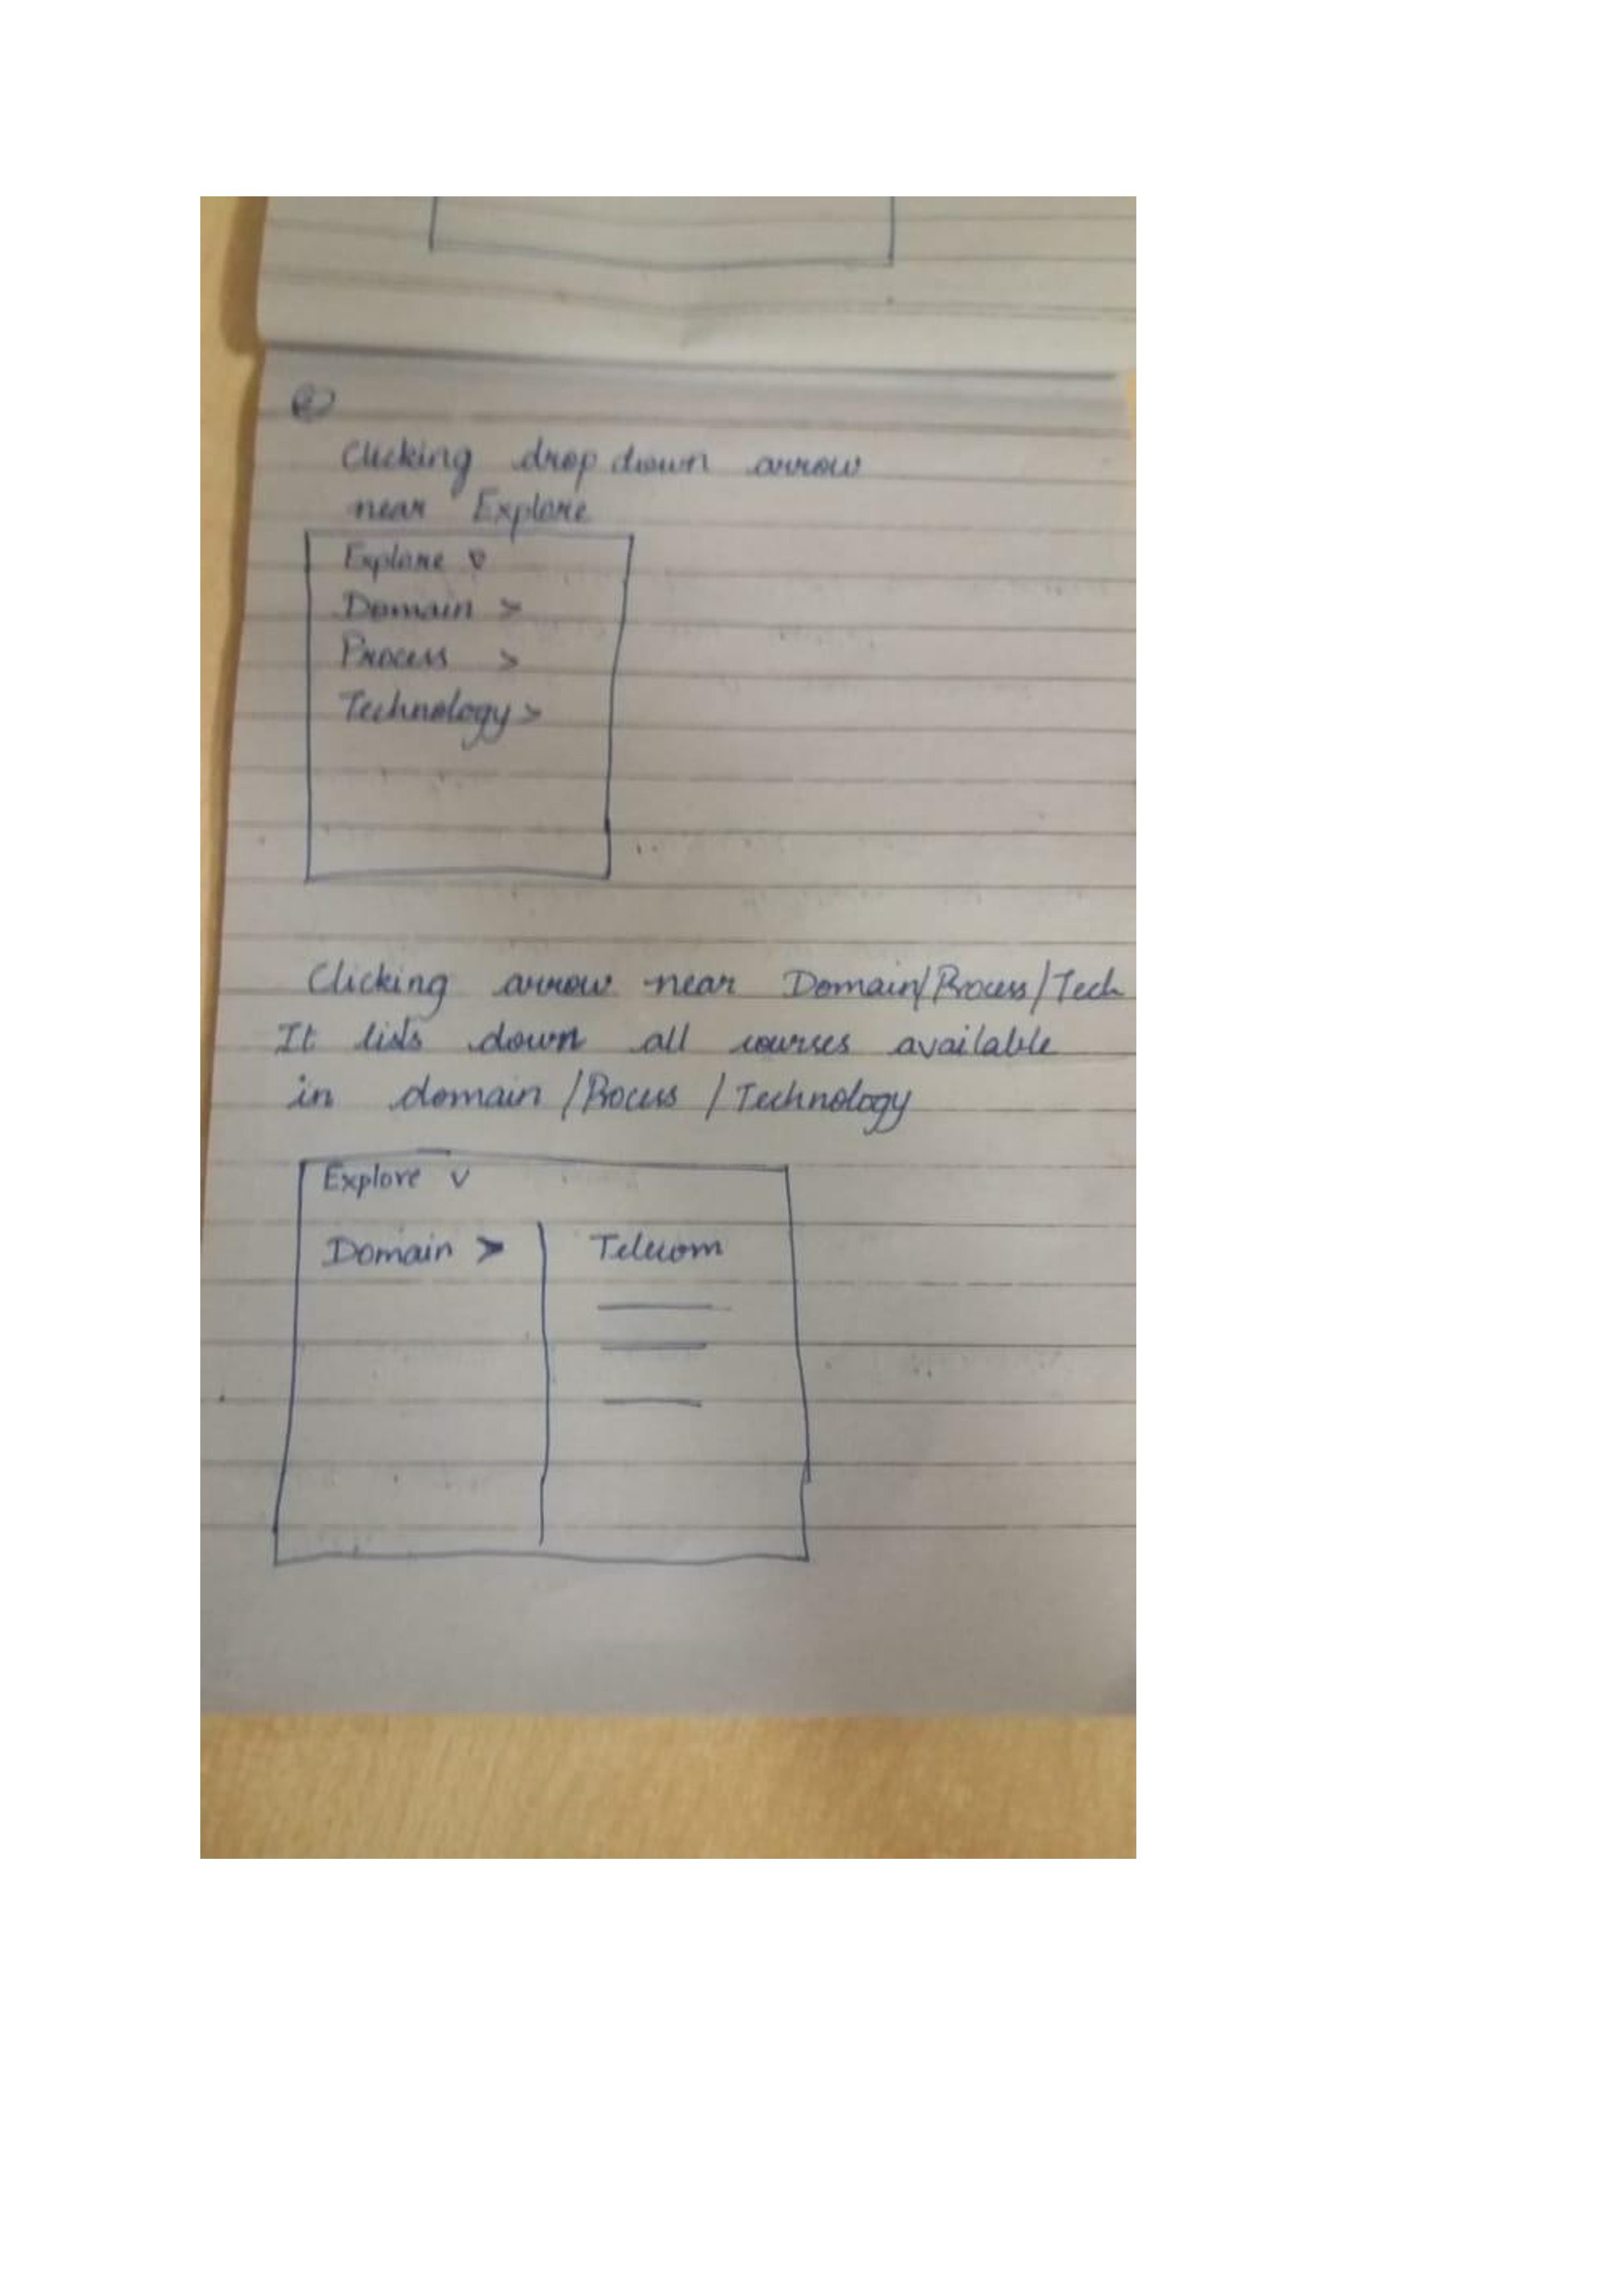 Clicking drop down arrow
near Explore
Explore v
Domain >
Process >
Technology >
Clicking arrow near Domain/Process/Tech
It lists down all courses available
in domain / Process / Technology
Explore v
Domain > Telecom